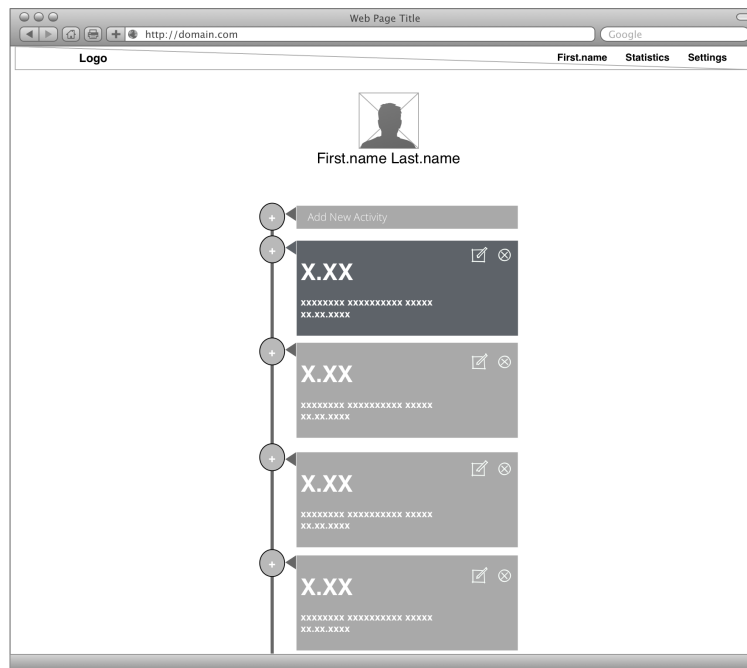 Web Page Title
http://domain.com
Google
Logo
First.name Statistics Settings
First.name Last.name
+ Add New Activity
+
X.XX
xxxxxxxx xxxxxxxxxx xxxxx
xx.xx.xxxx
+
X.XX
xxxxxxxx xxxxxxxxxx xxxxx
xx.xx.xxxx
+
X.XX
xxxxxxxx xxxxxxxxxx xxxxx
xx.xx.xxxx
+
X.XX
xxxxxxxx xxxxxxxxxx xxxxx
xx.xx.xxxx